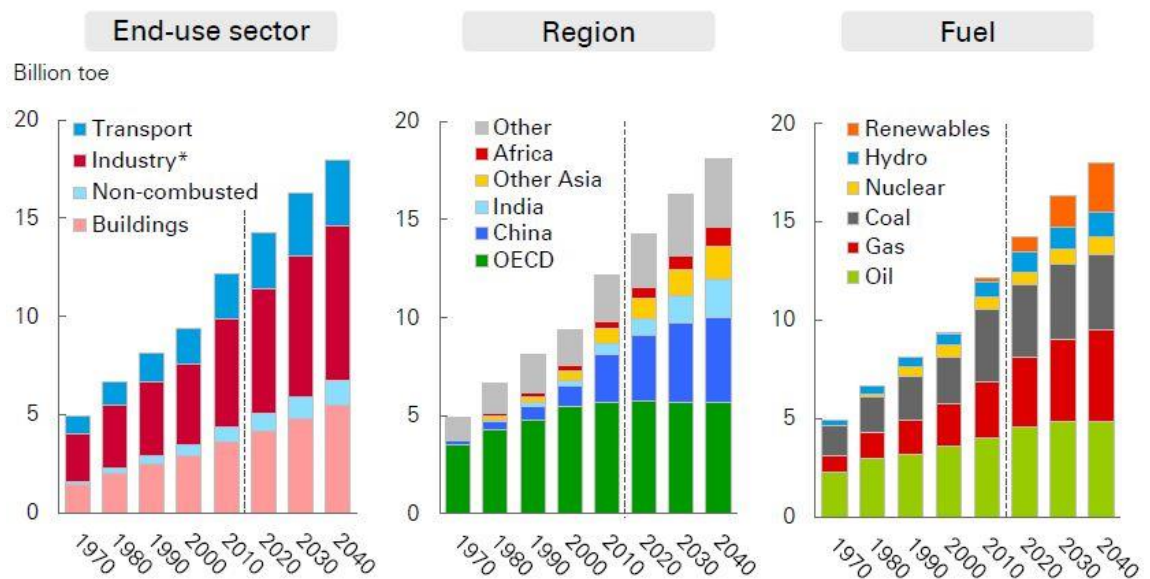 End-use sector
Region
Fuel
Billion toe
20
15
10
5
0
Transport
Industry*
Non-combusted
Buildings
1970
1980
1990
2000
2010
2020
2030
2040
20
15
10
5
0
Other
Africa
Other Asia
India
China
OECD
1970
1980
1990
2000
2010
2020
2030
2040
20
15
10
5
0
Renewables
Hydro
Nuclear
Coal
Gas
Oil
1970
1980
1990
2000
2010
2020
2030
2040